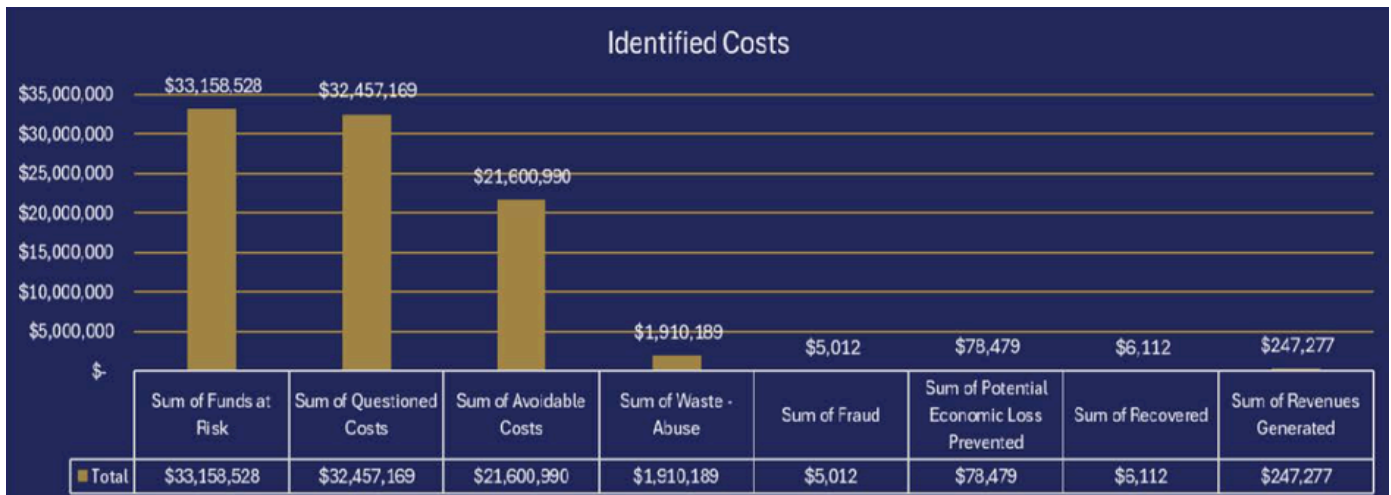 Identified Costs
$33,158,528
$32,457,169
$21,600,990
$1,910,189
$5,012
$78,479
$6,112
$247,277
$35,000,000
$30,000,000
$25,000,000
$20,000,000
$15,000,000
$10,000,000
$5,000,000
$-
Sum of Funds at
Risk
Sum of Questioned
Costs
Sum of Avoidable
Costs
Sum of Waste -
Abuse
Sum of Fraud
Sum of Potential
Economic Loss
Prevented
Sum of Recovered
Sum of Revenues
Generated
Total $33,158,528 $32,457,169 $21,600,990 $1,910,189 $5,012 $78,479 $6,112 $247,277